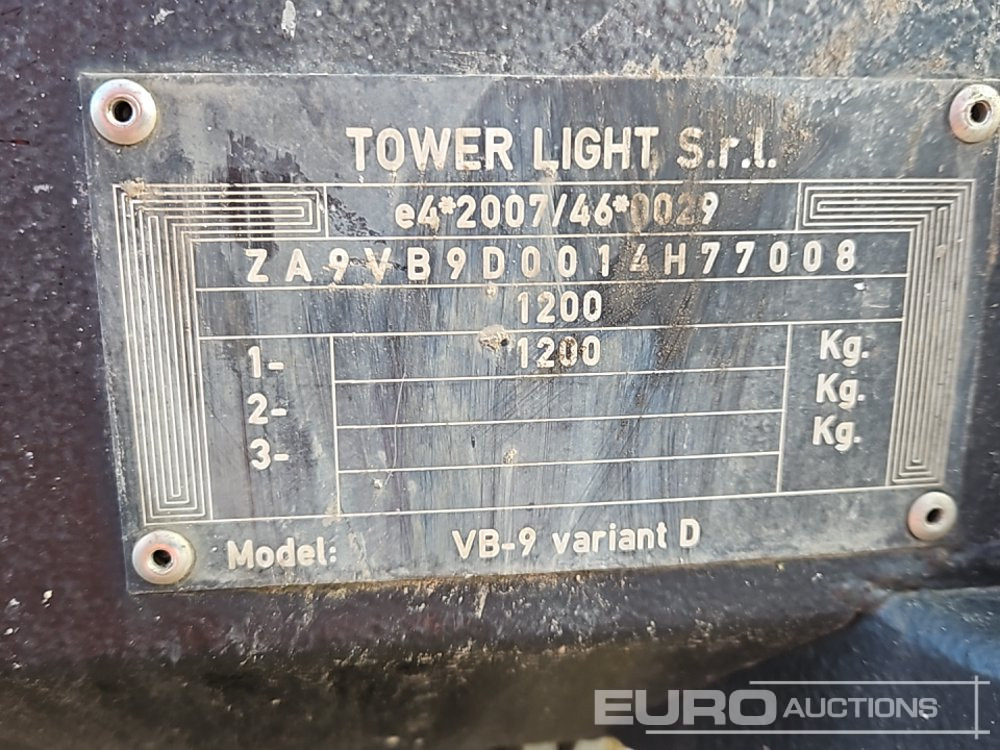 TOWER LIGHT S.r.l.
e4*2007/46*0029
ZA9VB9D0014H77008
1200
1- 1200 Kg.
2- Kg.
3- Kg.
Model: VB-9 variant D
EURO AUCTIONS